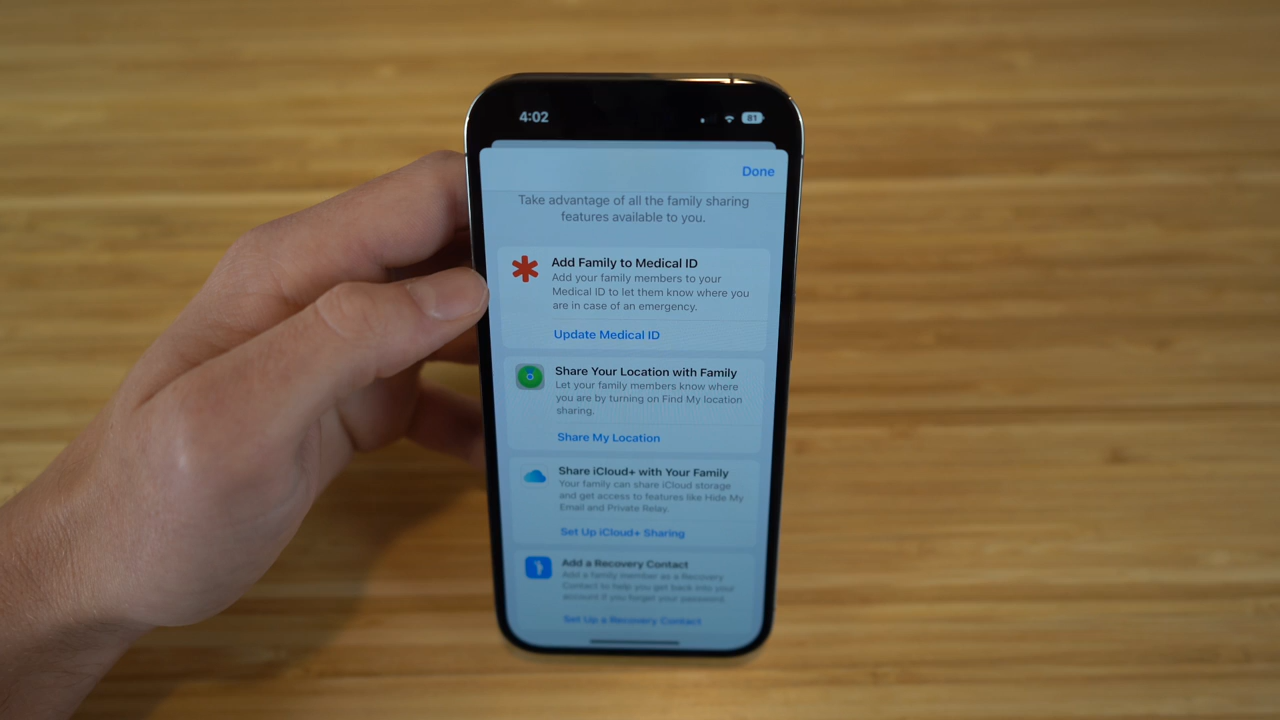 4:02
81
Done
Take advantage of all the family sharing
features available to you.
Add Family to Medical ID
Add your family members to your
Medical ID to let them know where you
are in case of an emergency.
Update Medical ID
Share Your Location with Family
Let your family members know where
you are by turning on Find My location
sharing.
Share My Location
Share iCloud+ with Your Family
Your family can share iCloud storage
and get access to features like Hide My
Email and Private Relay.
Set Up iCloud+ Sharing
Add a Recovery Contact
Add a family member as a Recovery
Contact to help you get back into your
account if you forget your password.
Set Up a Recovery Contact